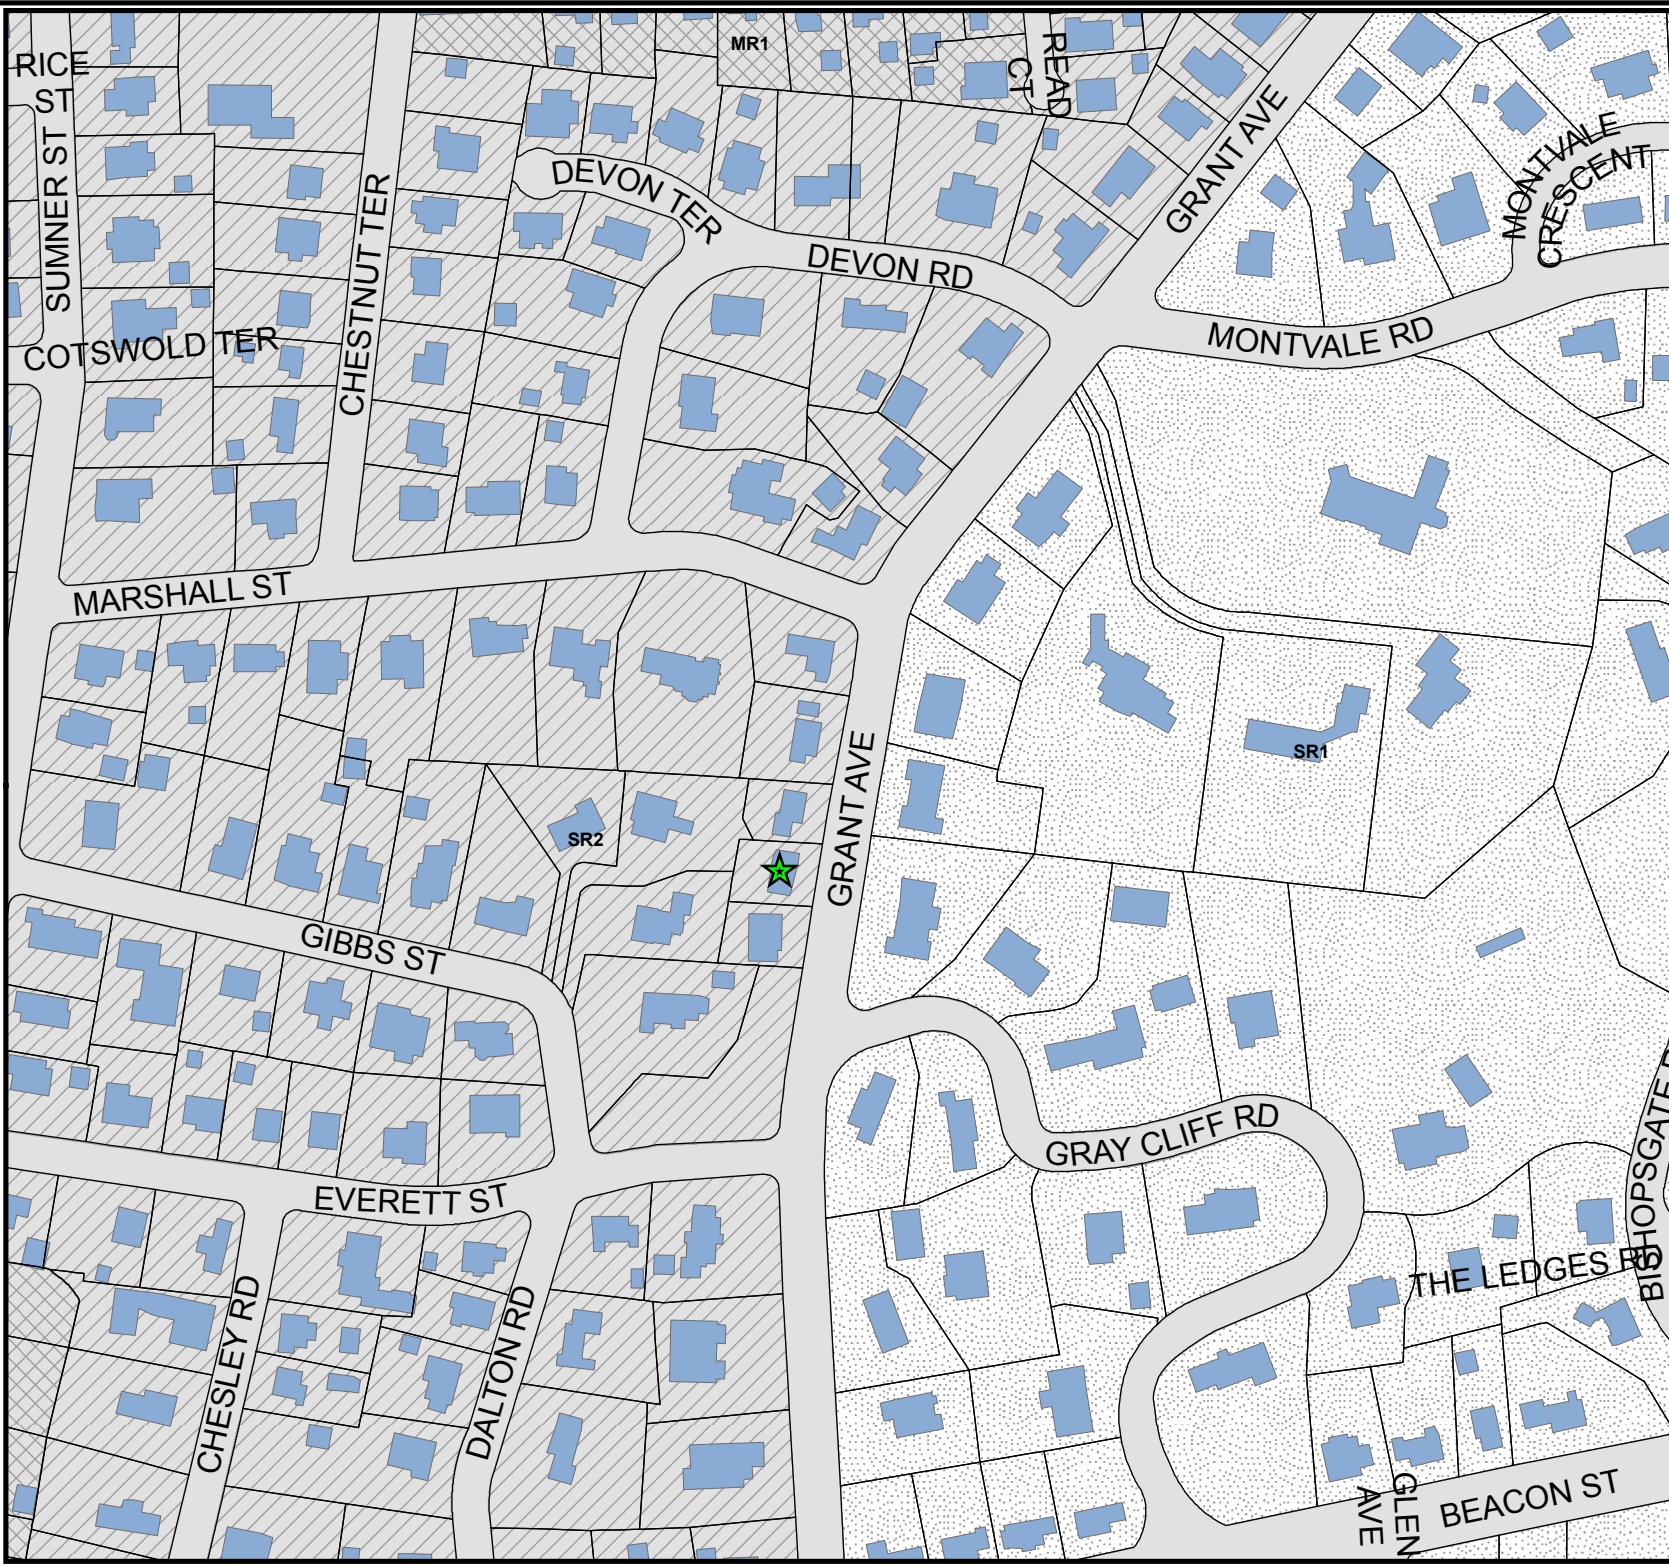 MR1
READ
CT
RICE
ST
SUMNER ST
CHESTNUT TER
DEVON TER
GRANT AVE
MONTVALE
CRESCENT
DEVON RD
COTSWOLD TER
MONTVALE RD
MARSHALL ST
SR1
GRANT AVE
SR2
GIBBS ST
GRAY CLIFF RD
EVERETT ST
BISHOPSGATE R
THE LEDGES RD
CHESLEY RD
DALTON RD
GLEN
AVE
BEACON ST